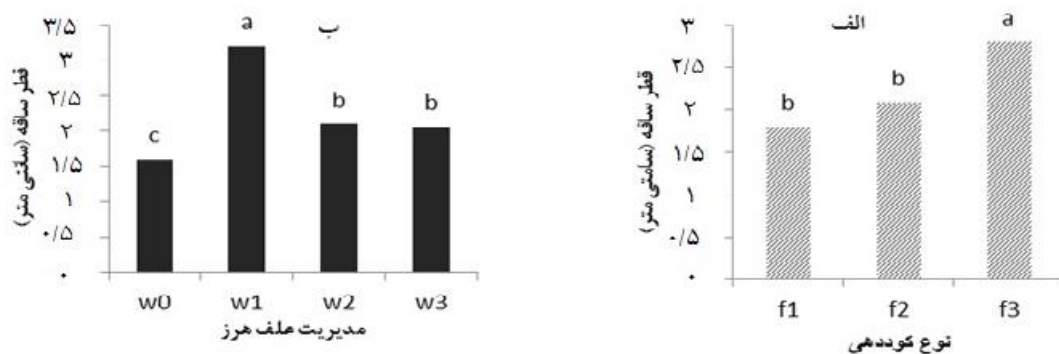 الف
قطر ساقه (سامتی متر)
۳
۲/۵
۲
۱/۵
۱
۰/۵
۰
b
b
a
f1 f2 f3
نوع کوددهی
ب
قطر ساقه (سانتی متر)
۳/۵
۳
۲/۵
۲
۱/۵
۱
۰/۵
۰
c
a
b
b
w0 w1 w2 w3
مدیریت علف هرز